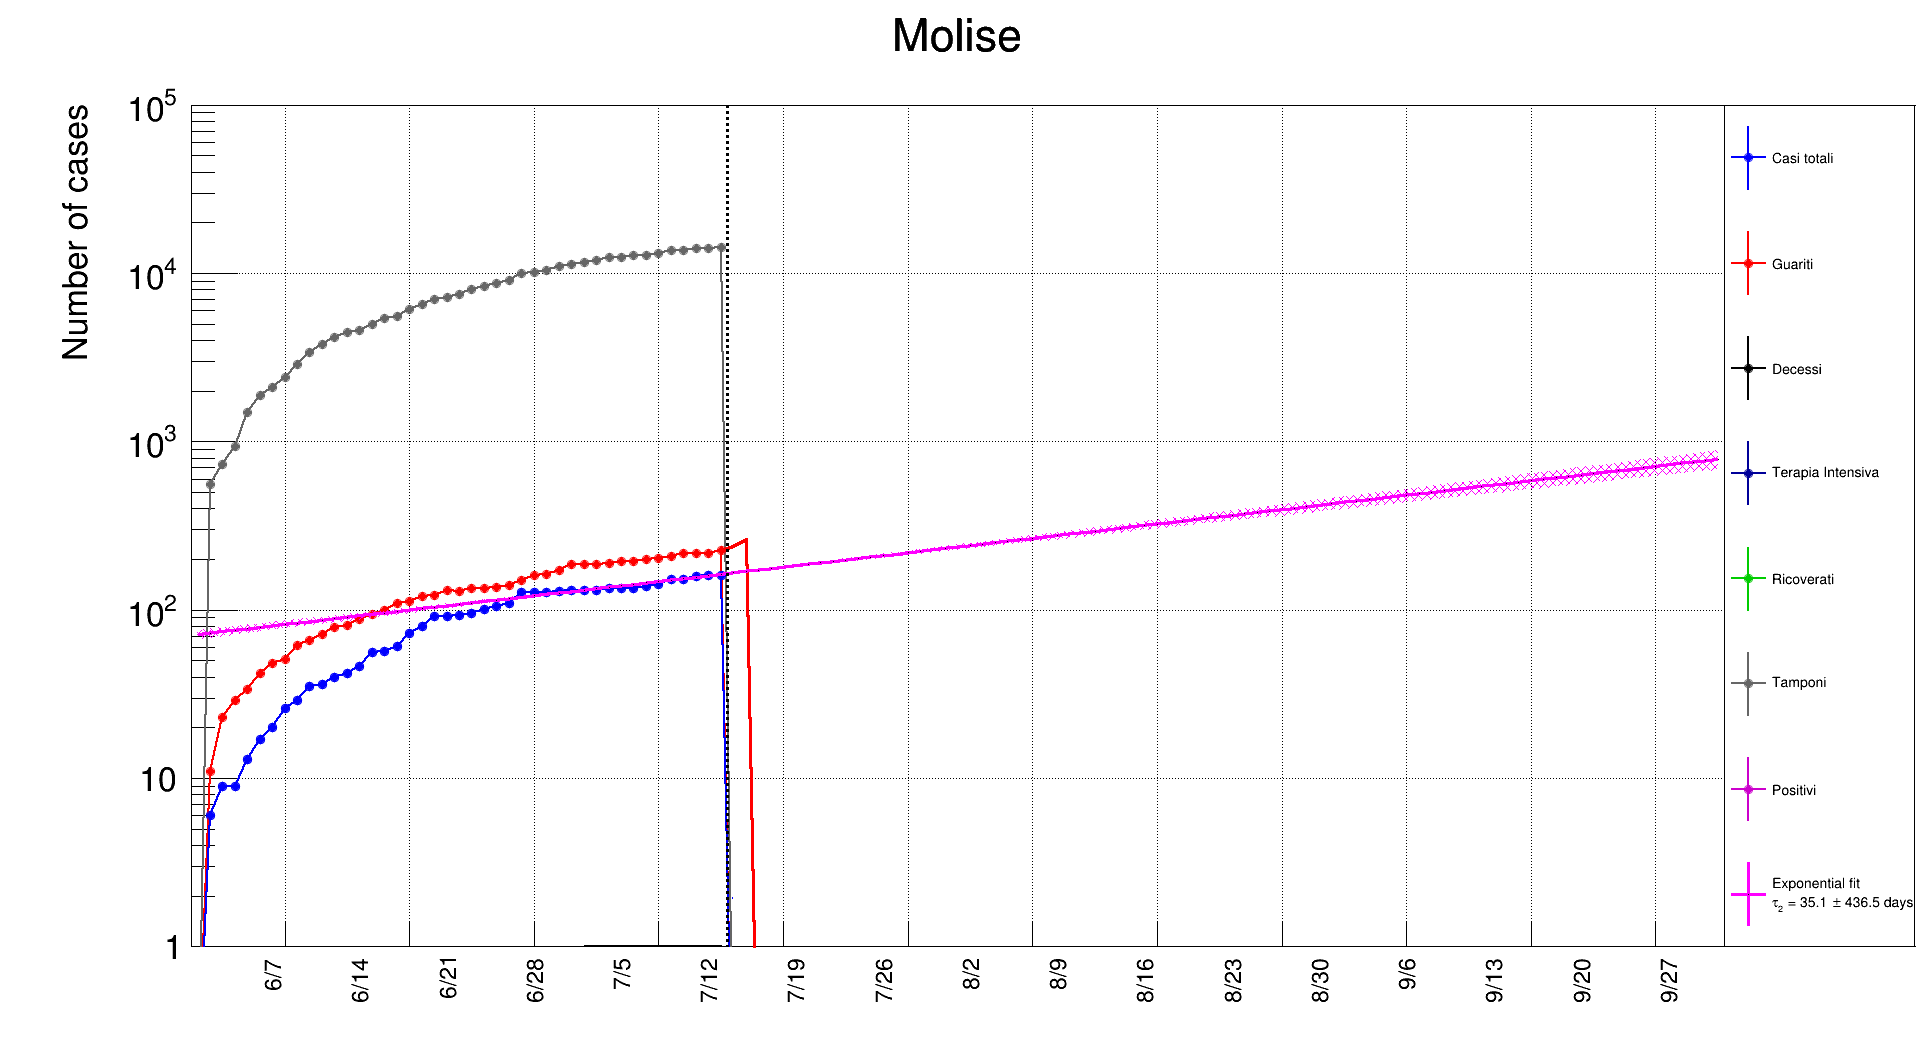 Molise
Number of cases
10^5
10^4
10^3
10^2
10
1
6/7 6/14 6/21 6/28 7/5 7/12 7/19 7/26 8/2 8/9 8/16 8/23 8/30 9/6 9/13 9/20 9/27
Casi totali
Guariti
Decessi
Terapia Intensiva
Ricoverati
Tamponi
Positivi
Exponential fit
τ_2 = 35.1 ± 436.5 days